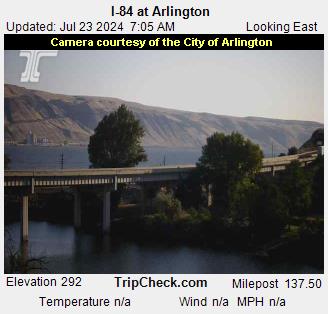 I-84 at Arlington
Updated: Jul 23 2024 7:05 AM Looking East
Camera courtesy of the City of Arlington
Elevation 292 TripCheck.com Milepost 137.50
Temperature n/a Wind n/a MPH n/a